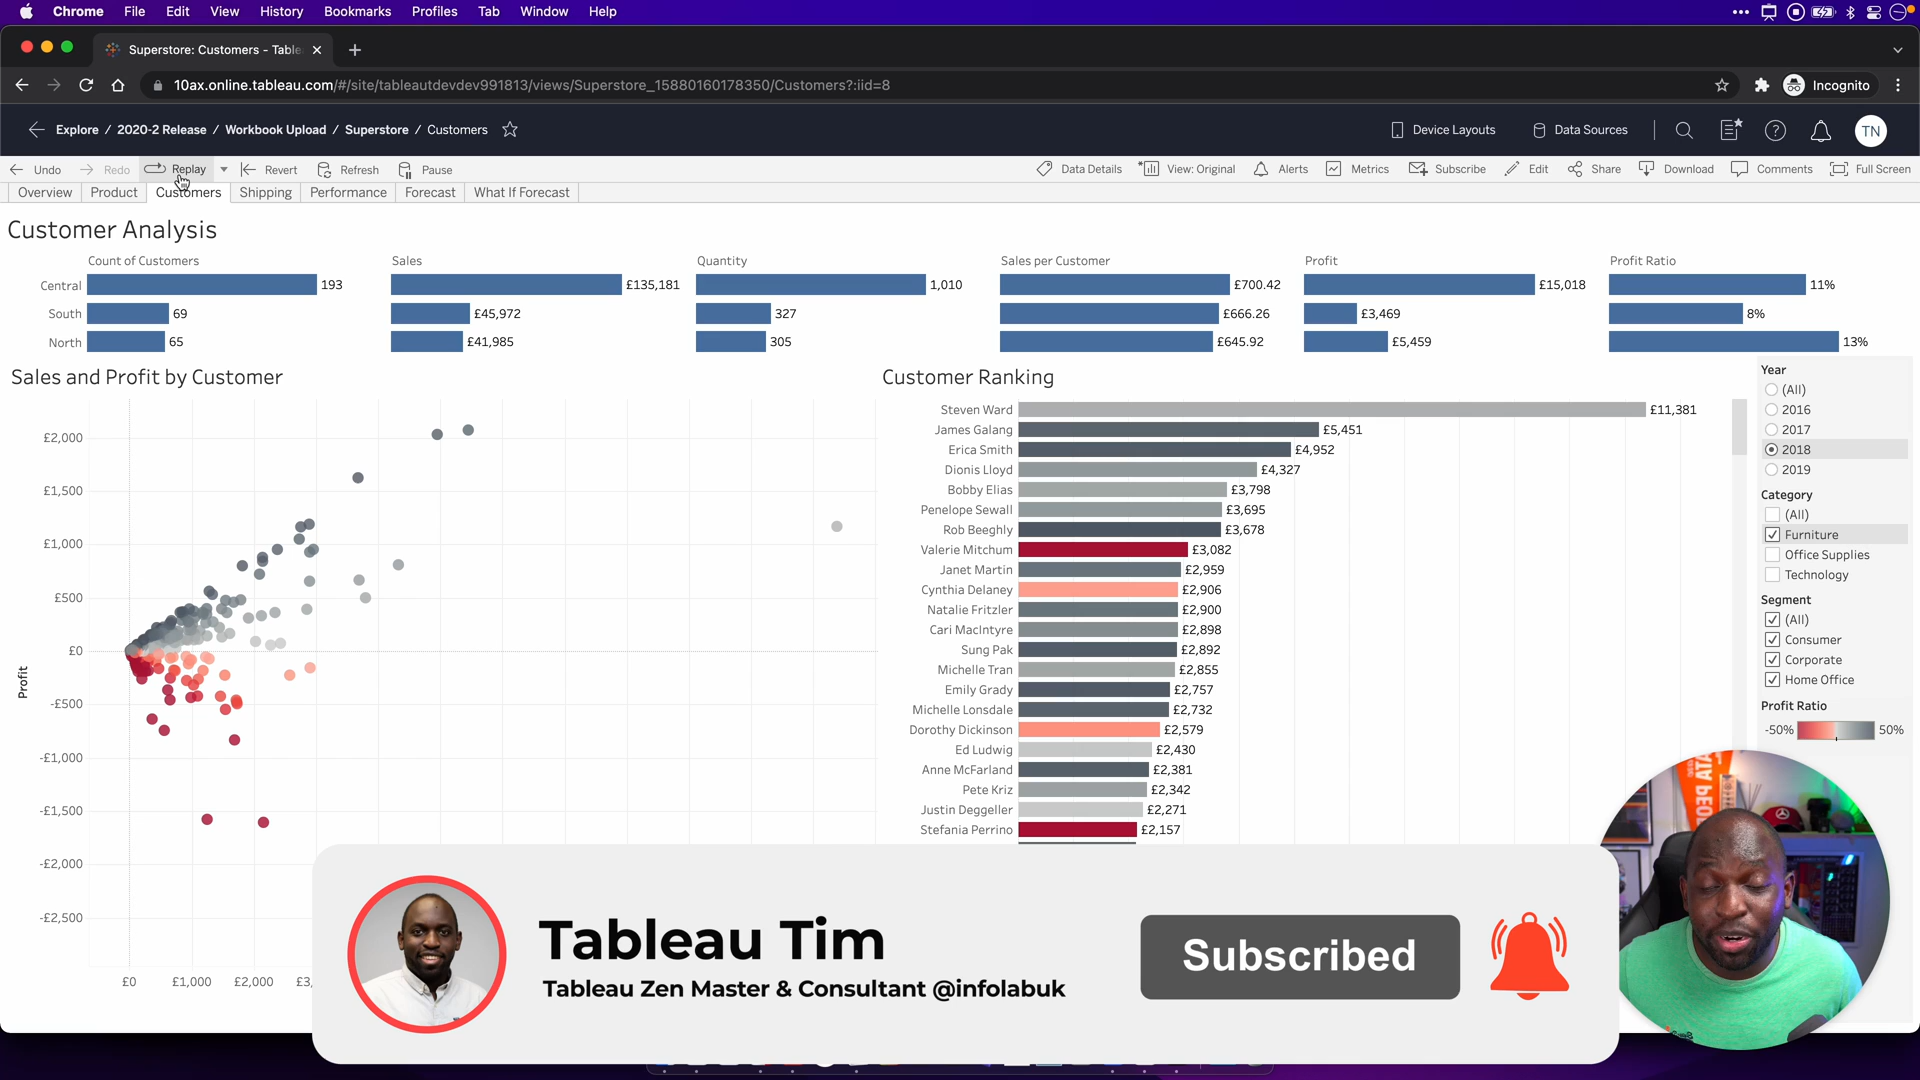 Chrome File Edit View History Bookmarks Profiles Tab Window Help
Superstore: Customers - Table
10ax.online.tableau.com/#/site/tableautdevdev991813/views/Superstore_15880160178350/Customers?:iid=8
Incognito
Explore / 2020-2 Release / Workbook Upload / Superstore / Customers
Device Layouts Data Sources TN
Undo Redo Replay Revert Refresh Pause Data Details View: Original Alerts Metrics Subscribe Edit Share Download Comments Full Screen
Overview Product Customers Shipping Performance Forecast What If Forecast
Customer Analysis
Count of Customers Sales Quantity Sales per Customer Profit Profit Ratio
Central 193 £135,181 1,010 £700.42 £15,018 11%
South 69 £45,972 327 £666.26 £3,469 8%
North 65 £41,985 305 £645.92 £5,459 13%
Sales and Profit by Customer
£2,000
£1,500
£1,000
£500
£0
-£500
-£1,000
-£1,500
-£2,000
-£2,500
Profit
£0 £1,000 £2,000 £3,
Customer Ranking
Steven Ward £11,381
James Galang £5,451
Erica Smith £4,952
Dionis Lloyd £4,327
Bobby Elias £3,798
Penelope Sewall £3,695
Rob Beeghly £3,678
Valerie Mitchum £3,082
Janet Martin £2,959
Cynthia Delaney £2,906
Natalie Fritzler £2,900
Cari MacIntyre £2,898
Sung Pak £2,892
Michelle Tran £2,855
Emily Grady £2,757
Michelle Lonsdale £2,732
Dorothy Dickinson £2,579
Ed Ludwig £2,430
Anne McFarland £2,381
Pete Kriz £2,342
Justin Deggeller £2,271
Stefania Perrino £2,157
Year
(All)
2016
2017
2018
2019
Category
(All)
Furniture
Office Supplies
Technology
Segment
(All)
Consumer
Corporate
Home Office
Profit Ratio
-50% 50%
Tableau Tim
Tableau Zen Master & Consultant @infolabuk
Subscribed